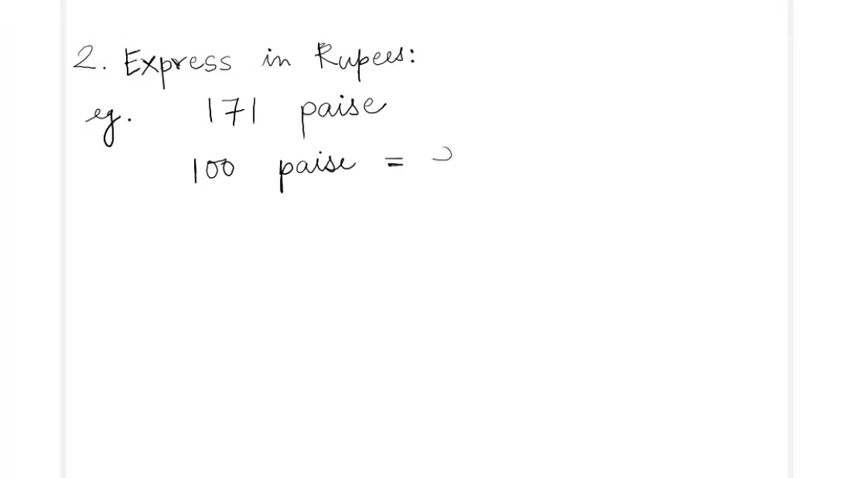 2. Express in Rupees:
eg. 171 paise
100 paise =